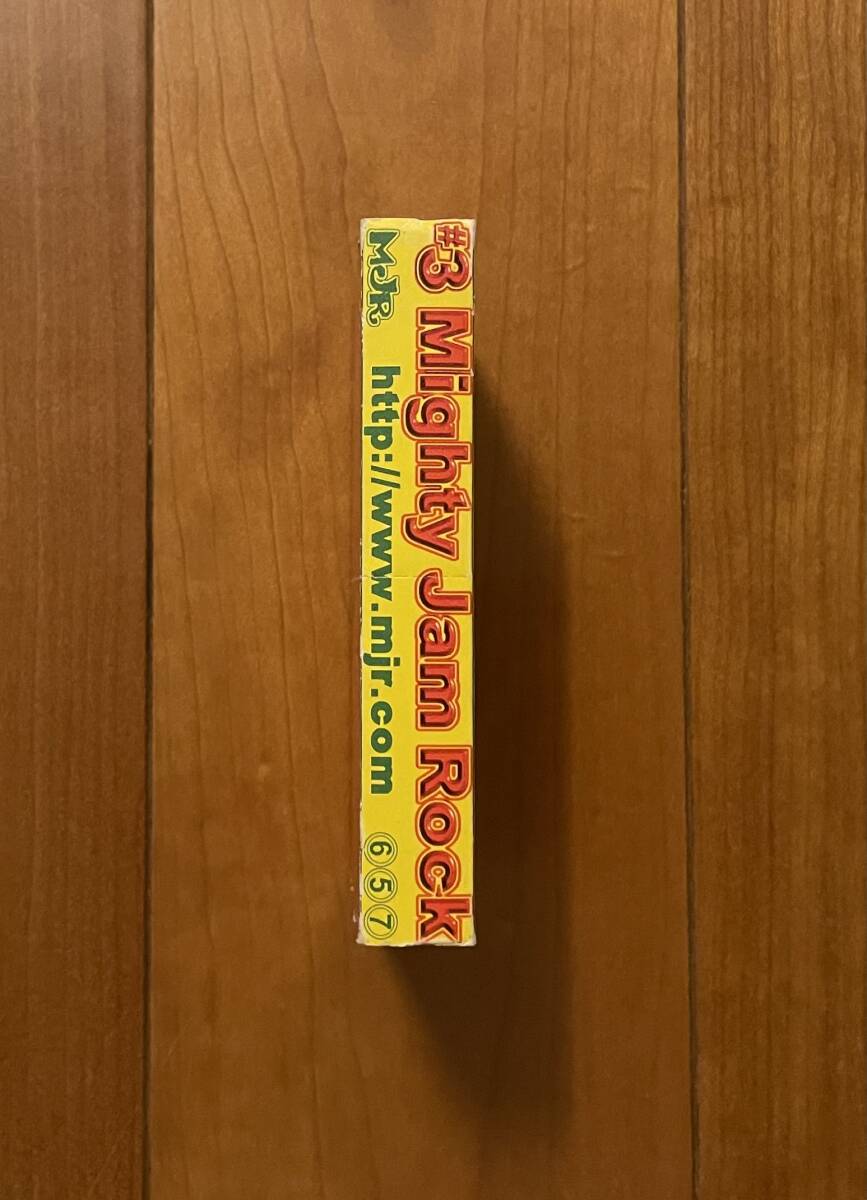 #3 Mighty Jam Rock
MJR. http://www.mjr.com ⑥⑤⑦